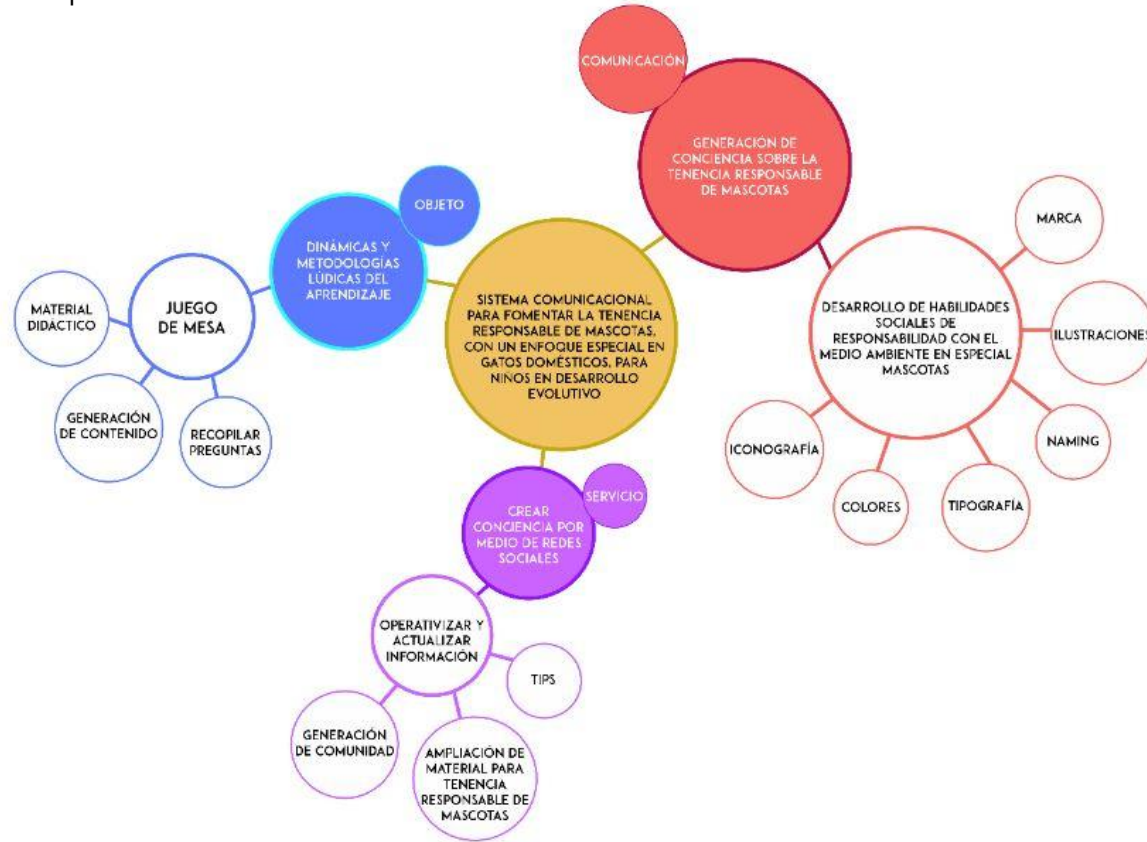 COMUNICACIÓN
GENERACIÓN DE
CONCIENCIA SOBRE LA
TENENCIA RESPONSABLE
DE MASCOTAS
OBJETO
DINÁMICAS Y
METODOLOGÍAS
LÚDICAS DEL
APRENDIZAJE
JUEGO
DE MESA
MATERIAL
DIDÁCTICO
GENERACIÓN
DE CONTENIDO
RECOPILAR
PREGUNTAS
SISTEMA COMUNICACIONAL
PARA FOMENTAR LA TENENCIA
RESPONSABLE DE MASCOTAS,
CON UN ENFOQUE ESPECIAL EN
GATOS DOMÉSTICOS, PARA
NIÑOS EN DESARROLLO
EVOLUTIVO
MARCA
DESARROLLO DE HABILIDADES
SOCIALES DE
RESPONSABILIDAD CON EL
MEDIO AMBIENTE EN ESPECIAL
MASCOTAS
ILUSTRACIONES
NAMING
TIPOGRAFÍA
COLORES
ICONOGRAFÍA
SERVICIO
CREAR
CONCIENCIA POR
MEDIO DE REDES
SOCIALES
OPERATIVIZAR Y
ACTUALIZAR
INFORMACIÓN
TIPS
GENERACIÓN
DE COMUNIDAD
AMPLIACIÓN DE
MATERIAL PARA
TENENCIA
RESPONSABLE DE
MASCOTAS